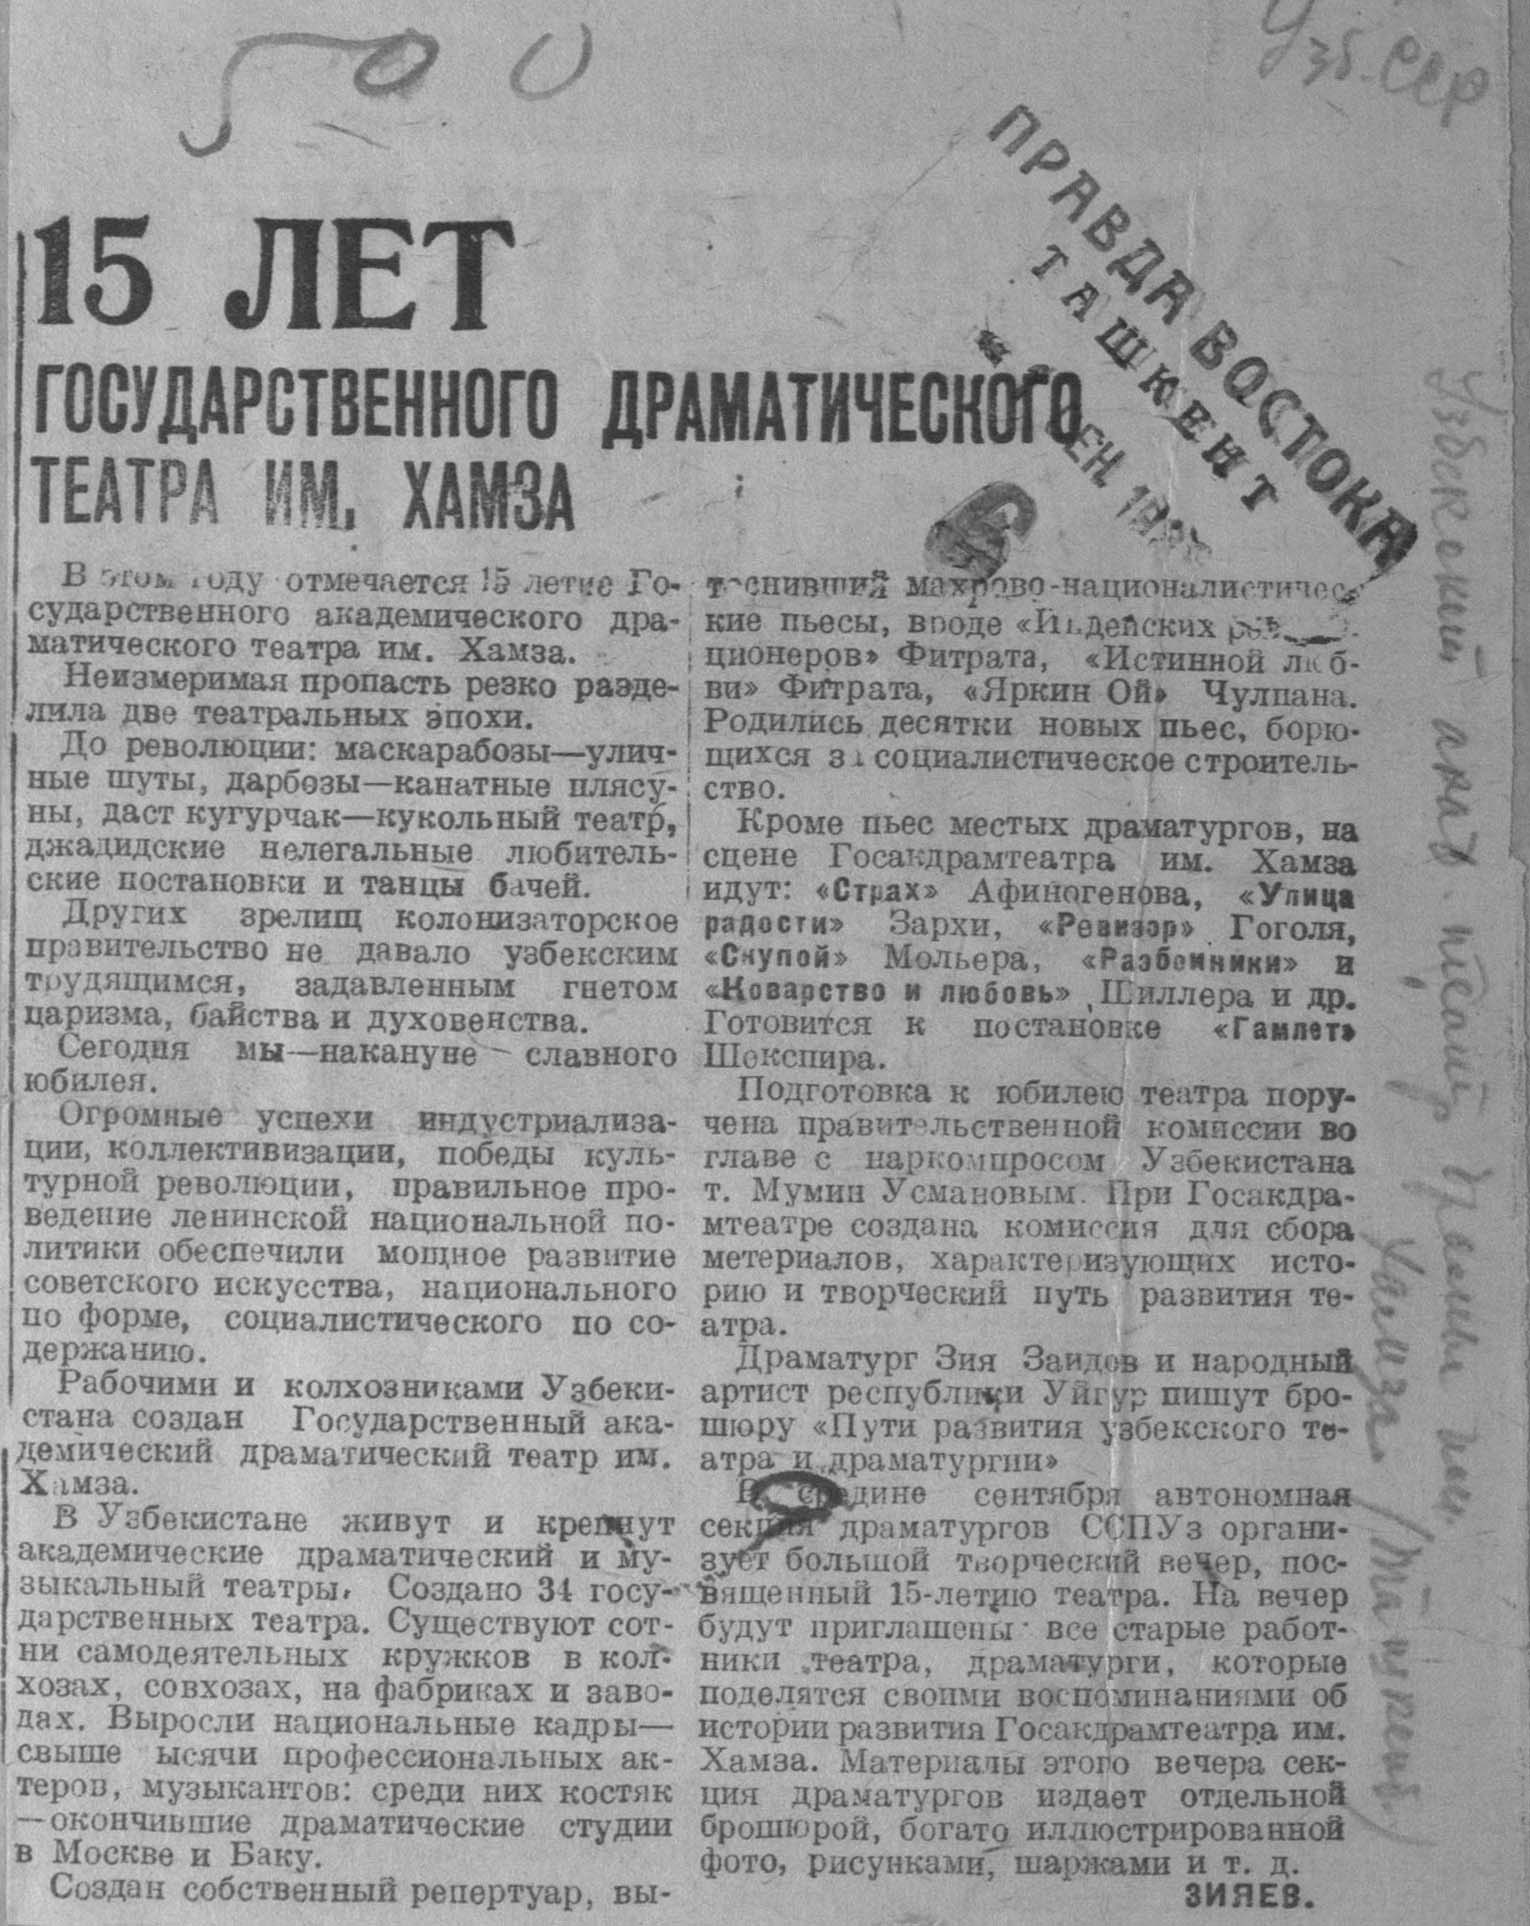 500
Узб. ССР
ПРАВДА ВОСТОКА
ТАШКЕНТ
15 ЛЕТ
ГОСУДАРСТВЕННОГО ДРАМАТИЧЕСКОГО
ТЕАТРА ИМ. ХАМЗА
В этом году отмечается 15 летие Го-
сударственного академического дра-
матического театра им. Хамза.
Неизмеримая пропасть резко разде-
лила две театральных эпохи.
До революции: маскарабозы—улич-
ные шуты, дарбозы—канатные плясу-
ны, даст кугурчак—кукольный театр,
джадидские нелегальные любитель-
ские постановки и танцы бачей.
Других зрелищ колонизаторское
правительство не давало узбекским
трудящимся, задавленным гнетом
царизма, байства и духовенства.
Сегодня мы—накануне славного
юбилея.
Огромные успехи индустриализа-
ции, коллективизации, победы куль-
турной революции, правильное про-
ведение ленинской национальной по-
литики обеспечили мощное развитие
советского искусства, национального
по форме, социалистического по со-
держанию.
Рабочими и колхозниками Узбеки-
стана создан Государственный ака-
демический драматический театр им.
Хамза.
В Узбекистане живут и крепнут
академические драматический и му-
зыкальный театры. Создано 34 госу-
дарственных театра. Существуют сот-
ни самодеятельных кружков в кол-
хозах, совхозах, на фабриках и заво-
дах. Выросли национальные кадры—
свыше ысячи профессиональных ак-
теров, музыкантов: среди них костяк
—окончившие драматические студии
в Москве и Баку.
Создан собственный репертуар, вы-
теснивший махрово-националистичес
кие пьесы, вроде «Индейских
ционеров» Фитрата, «Истинной люб-
ви» Фитрата, «Яркин Ой» Чулпана.
Родились десятки новых пьес, борю-
щихся за социалистическое строитель-
ство.
Кроме пьес местых драматургов, на
сцене Госакдрамтеатра им. Хамза
идут: «Страх» Афиногенова, «Улица
радости» Зархи, «Ревизор» Гоголя,
«Скупой» Мольера, «Разбойники» и
«Коварство и любовь» Шиллера и др.
Готовится к постановке «Гамлет»
Шекспира.
Подготовка к юбилею театра пору-
чена правительственной комиссии во
главе с наркомпросом Узбекистана
т. Мумин Усмановым. При Госакдра-
мтеатре создана комиссия для сбора
метериалов, характеризующих исто-
рию и творческий путь развития те-
атра.
Драматург Зия Заидов и народный
артист республики Уйгур пишут бро-
шюру «Пути развития узбекского те-
атра и драматургии»
В средине сентября автономная
секция драматургов ССПУз органи-
зует большой творческий вечер, пос-
вященный 15-летию театра. На вечер
будут приглашены все старые работ-
ники театра, драматурги, которые
поделятся своими воспоминаниями об
истории развития Госакдрамтеатра им.
Хамза. Материалы этого вечера сек-
ция драматургов издает отдельной
брошюрой, богато иллюстрированной
фото, рисунками, шаржами и т. д.
ЗИЯЕВ.
Узбекский театр им.
Хамза. /Ташкент/